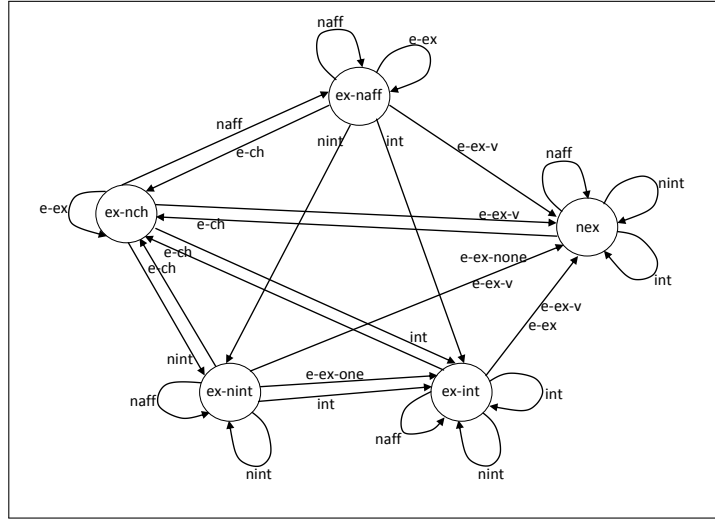 naff
e-ex
ex-naff
naff
nint
int
e-ch
e-ex-v
naff
nint
e-ex
ex-nch
e-ex-v
e-ch
nex
e-ch
e-ch
e-ex-none
int
e-ex-v
e-ex-v
e-ex
int
nint
e-ex-one
ex-nint
ex-int
int
naff
int
naff
nint
nint